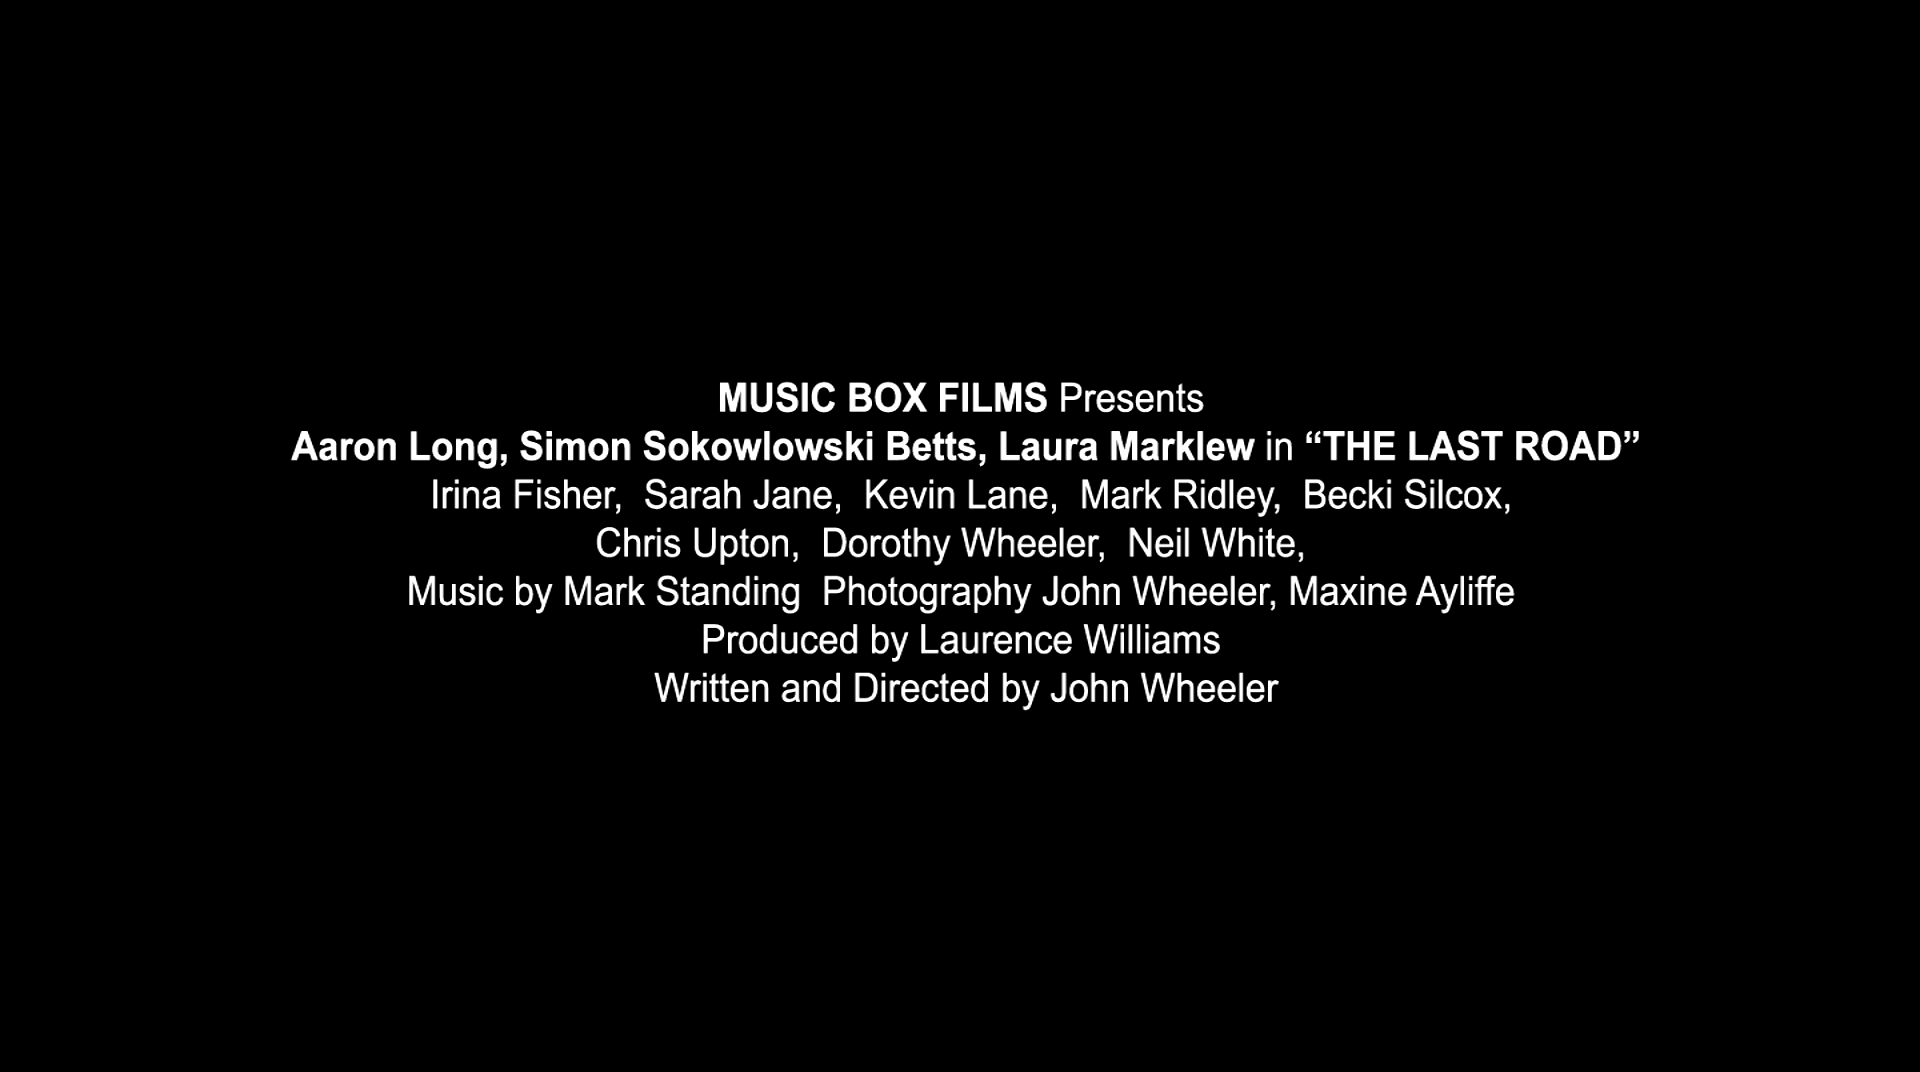 MUSIC BOX FILMS Presents
Aaron Long, Simon Sokowlowski Betts, Laura Marklew in “THE LAST ROAD”
Irina Fisher, Sarah Jane, Kevin Lane, Mark Ridley, Becki Silcox,
Chris Upton, Dorothy Wheeler, Neil White,
Music by Mark Standing Photography John Wheeler, Maxine Ayliffe
Produced by Laurence Williams
Written and Directed by John Wheeler